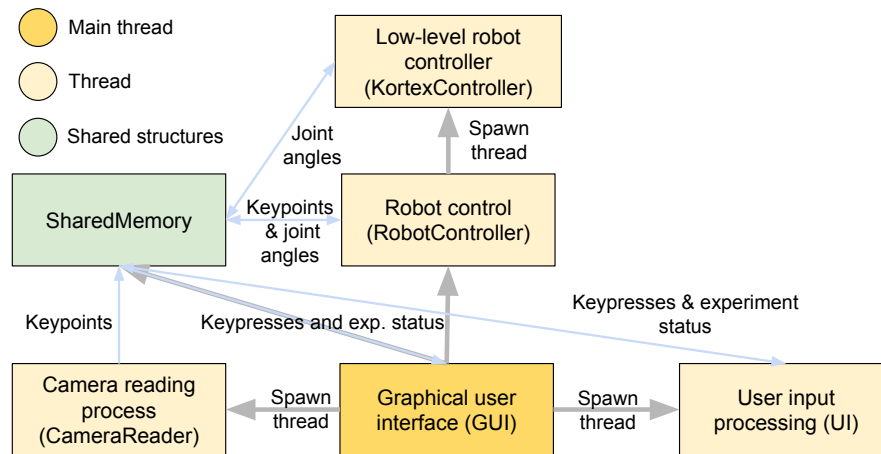 Main thread
Thread
Shared structures
Low-level robot
controller
(KortexController)
Joint
angles
Spawn
thread
SharedMemory
Keypoints
& joint
angles
Robot control
(RobotController)
Keypoints
Keypresses and exp. status
Keypresses & experiment
status
Camera reading
process
(CameraReader)
Spawn
thread
Graphical user
interface (GUI)
Spawn
thread
User input
processing (UI)